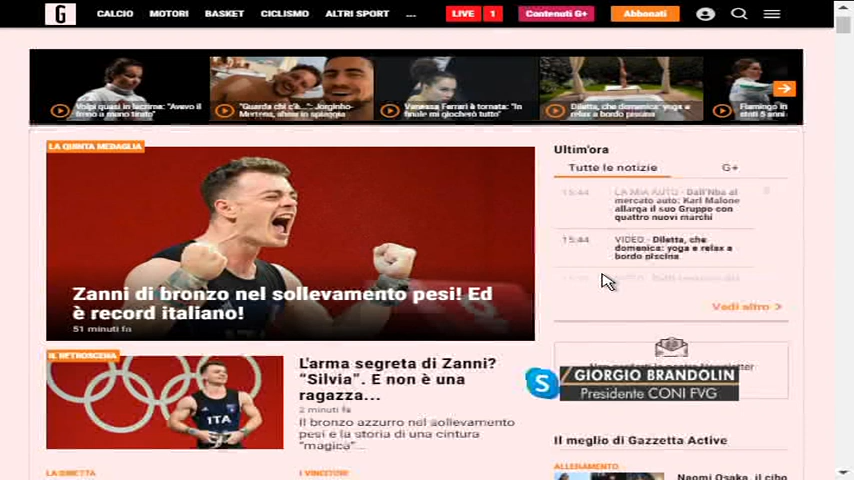 G CALCIO MOTORI BASKET CICLISMO ALTRI SPORT ... LIVE 1 Contenuti G+ Abbonati
Volpi quasi in lacrime: "Avevo il
"Guarda chi c'è...": Jorginho-
Mertens, show in spiaggia
Vanessa Ferrari è tornata: "In
finale mi giocherò tutto"
Diletta, che domenica: yoga e
relax a bordo piscina
Flamingo in
stati 5 anni
LA QUINTA MEDAGLIA
Zanni di bronzo nel sollevamento pesi! Ed
è record italiano!
51 minuti fa
IL RETROSCENA
ITA
L'arma segreta di Zanni?
“Silvia”. E non è una
ragazza...
2 minuti fa
Il bronzo azzurro nel sollevamento
pesi e la storia di una cintura
“magica”...
LA DIRETTA
I VINCITORI
Ultim'ora
Tutte le notizie G+
15:44 LA MIA AUTO - Dall'Nba al
mercato auto: Karl Malone
allarga il suo Gruppo con
quattro nuovi marchi
15:44 VIDEO - Diletta, che
domenica: yoga e relax a
bordo piscina
Vedi altro >
Newsletter
S GIORGIO BRANDOLIN
Presidente CONI FVG
Il meglio di Gazzetta Active
ALLENAMENTO
Naomi Osaka, il cibo